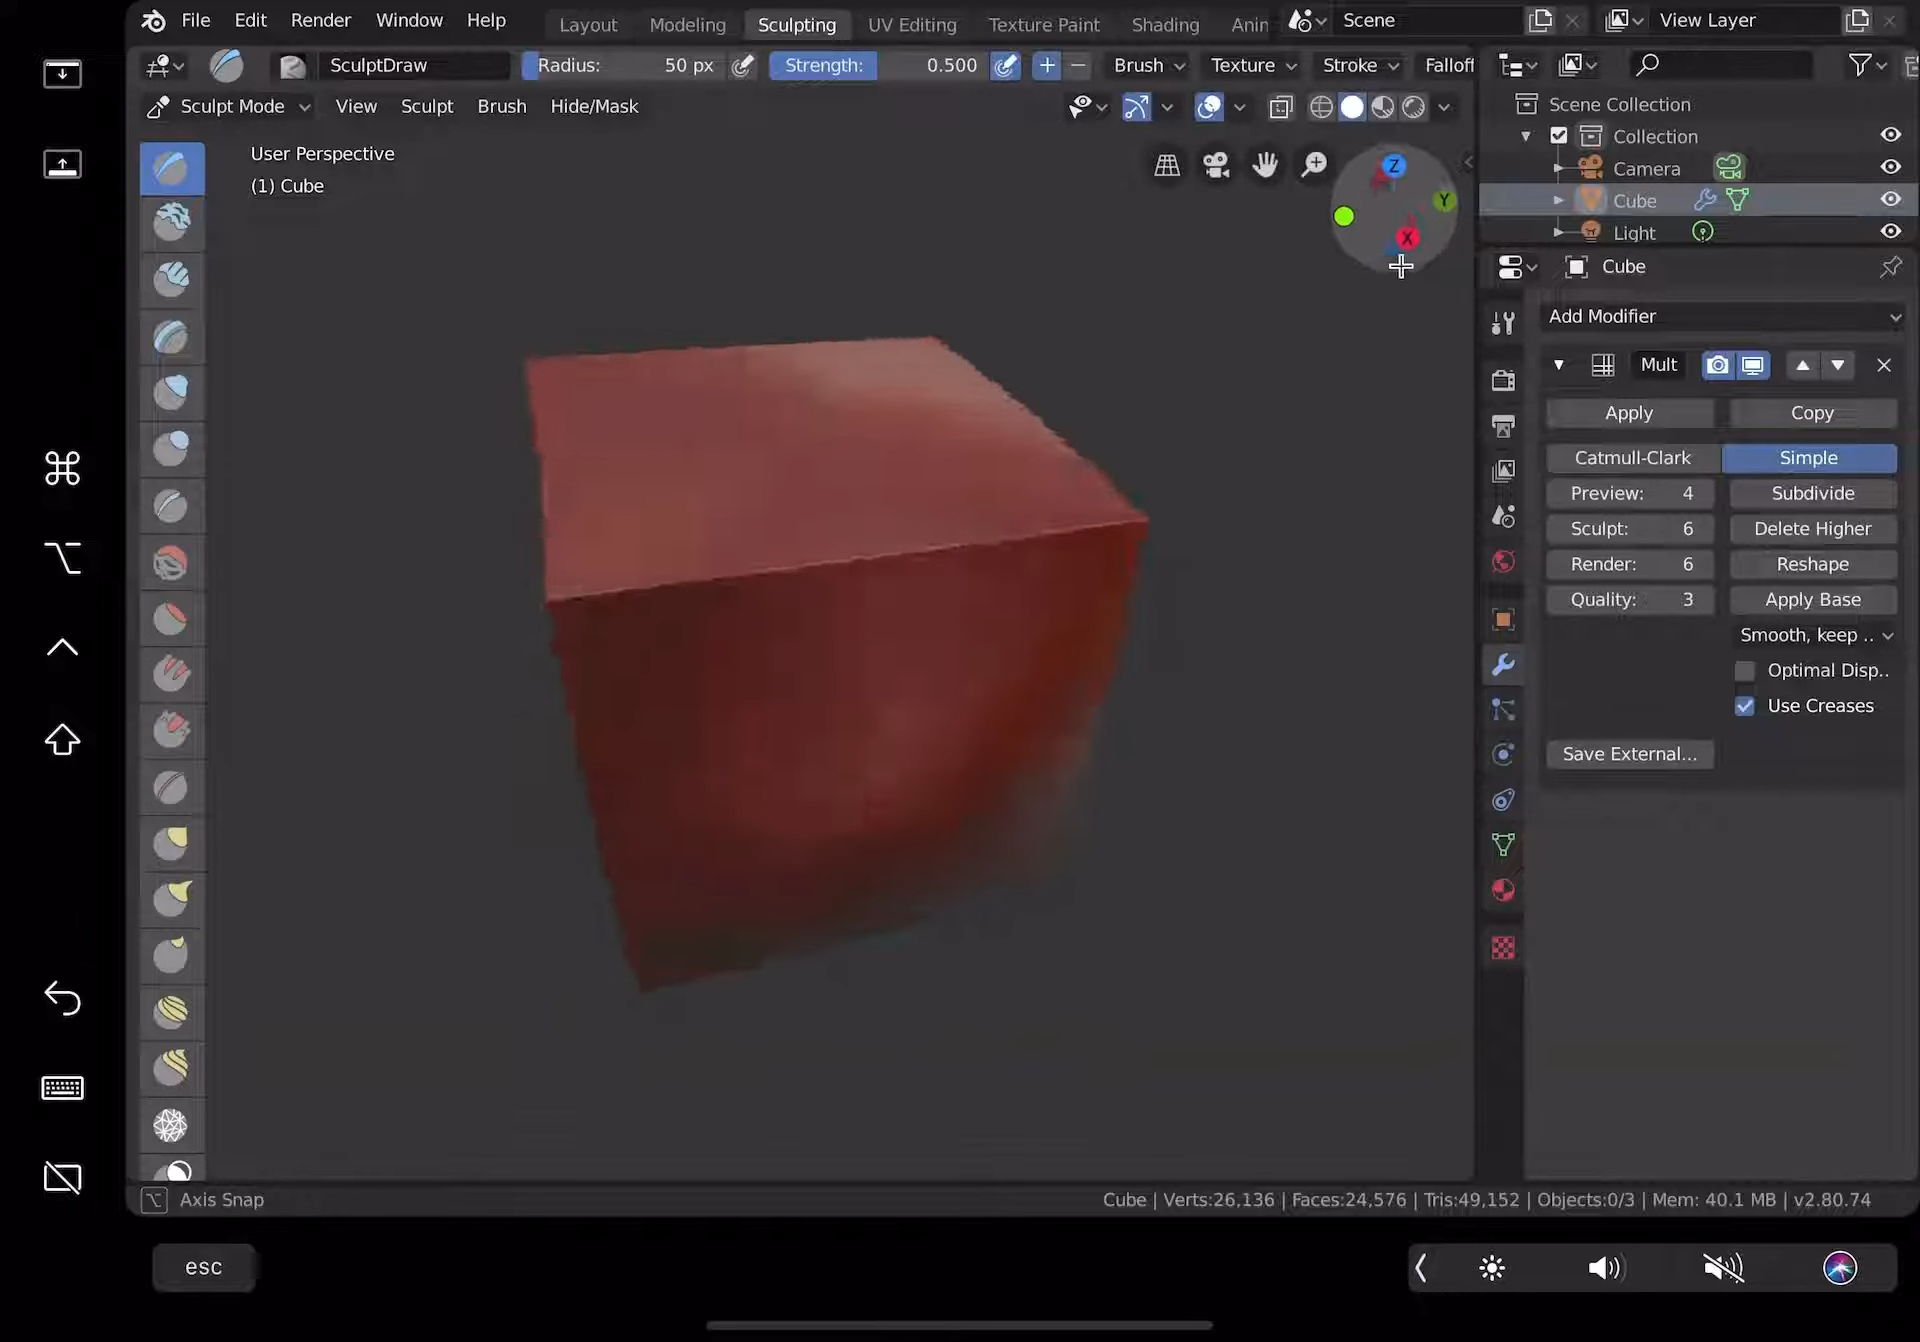 File Edit Render Window Help Layout Modeling Sculpting UV Editing Texture Paint Shading Anin Scene View Layer
SculptDraw Radius: 50 px Strength: 0.500 Brush Texture Stroke Falloff
Sculpt Mode View Sculpt Brush Hide/Mask
User Perspective
(1) Cube
Z
Y
X
Scene Collection
Collection
Camera
Cube
Light
Cube
Add Modifier
Mult
Apply Copy
Catmull-Clark Simple
Preview: 4 Subdivide
Sculpt: 6 Delete Higher
Render: 6 Reshape
Quality: 3 Apply Base
Smooth, keep ..
Optimal Disp..
Use Creases
Save External...
Axis Snap Cube | Verts:26,136 | Faces:24,576 | Tris:49,152 | Objects:0/3 | Mem: 40.1 MB | v2.80.74
esc